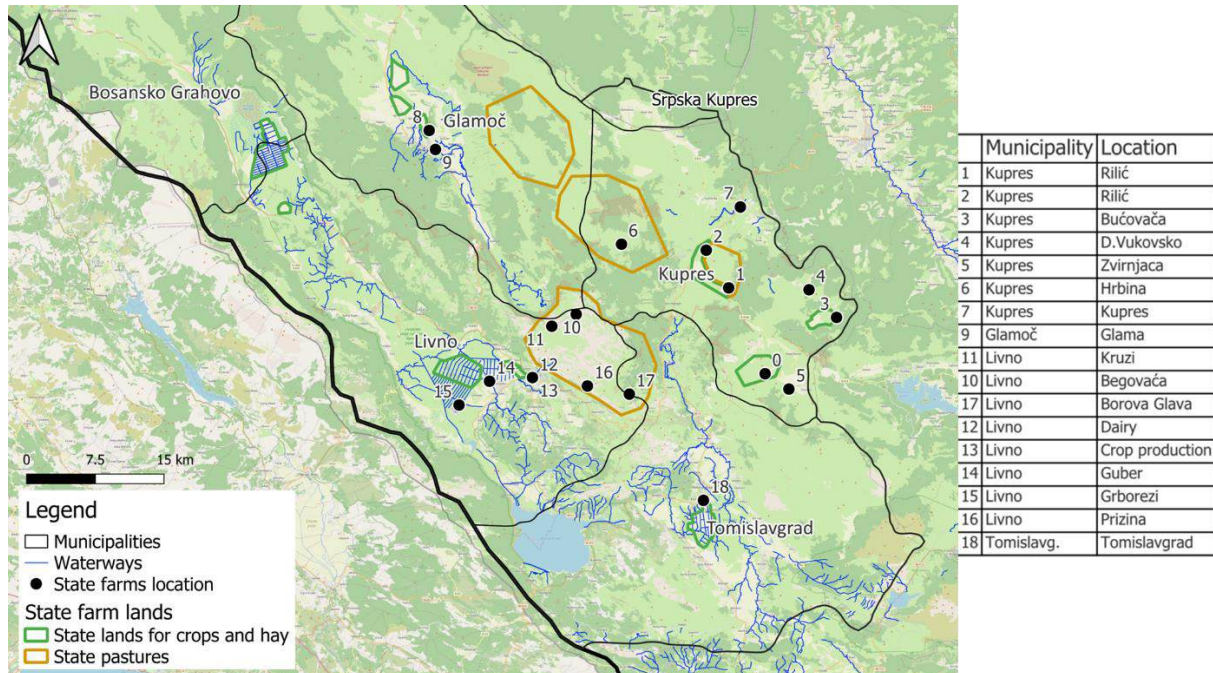 Bosansko Grahovo
Glamoč
8
9
Srpska Kupres
7
6
2
Kupres
1
4
3
10
11
Livno
14
12
13
15
16
17
0
5
18
Tomislavgrad
0 7.5 15 km
Legend
Municipalities
Waterways
State farms location
State farm lands
State lands for crops and hay
State pastures
Municipality Location
1 Kupres Rilić
2 Kupres Rilić
3 Kupres Bućovača
4 Kupres D.Vukovsko
5 Kupres Zvirnjaca
6 Kupres Hrbina
7 Kupres Kupres
9 Glamoč Glama
11 Livno Kruzi
10 Livno Begovaća
17 Livno Borova Glava
12 Livno Dairy
13 Livno Crop production
14 Livno Guber
15 Livno Grborezi
16 Livno Prizina
18 Tomislavg. Tomislavgrad